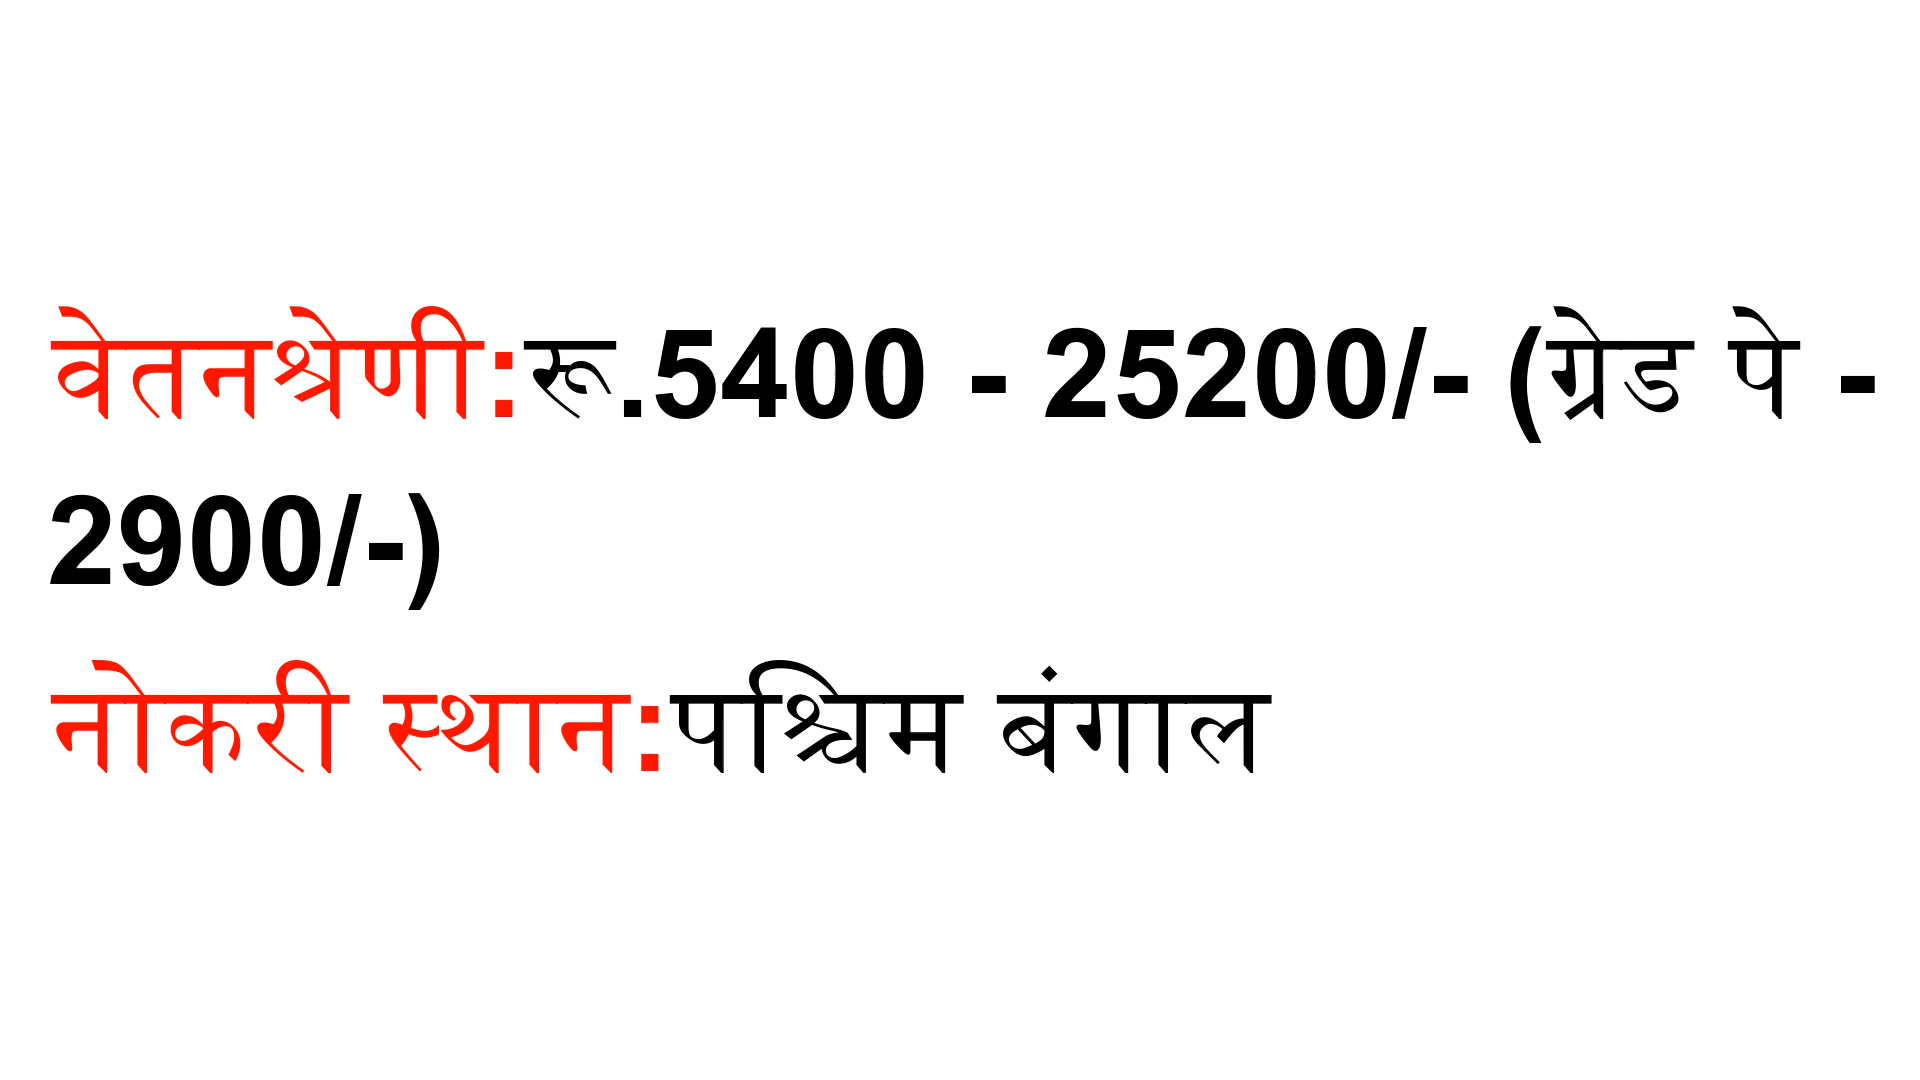 वेतनश्रेणी:रू.5400 - 25200/- (ग्रेड पे -
2900/-)
नोकरी स्थान:पश्चिम बंगाल